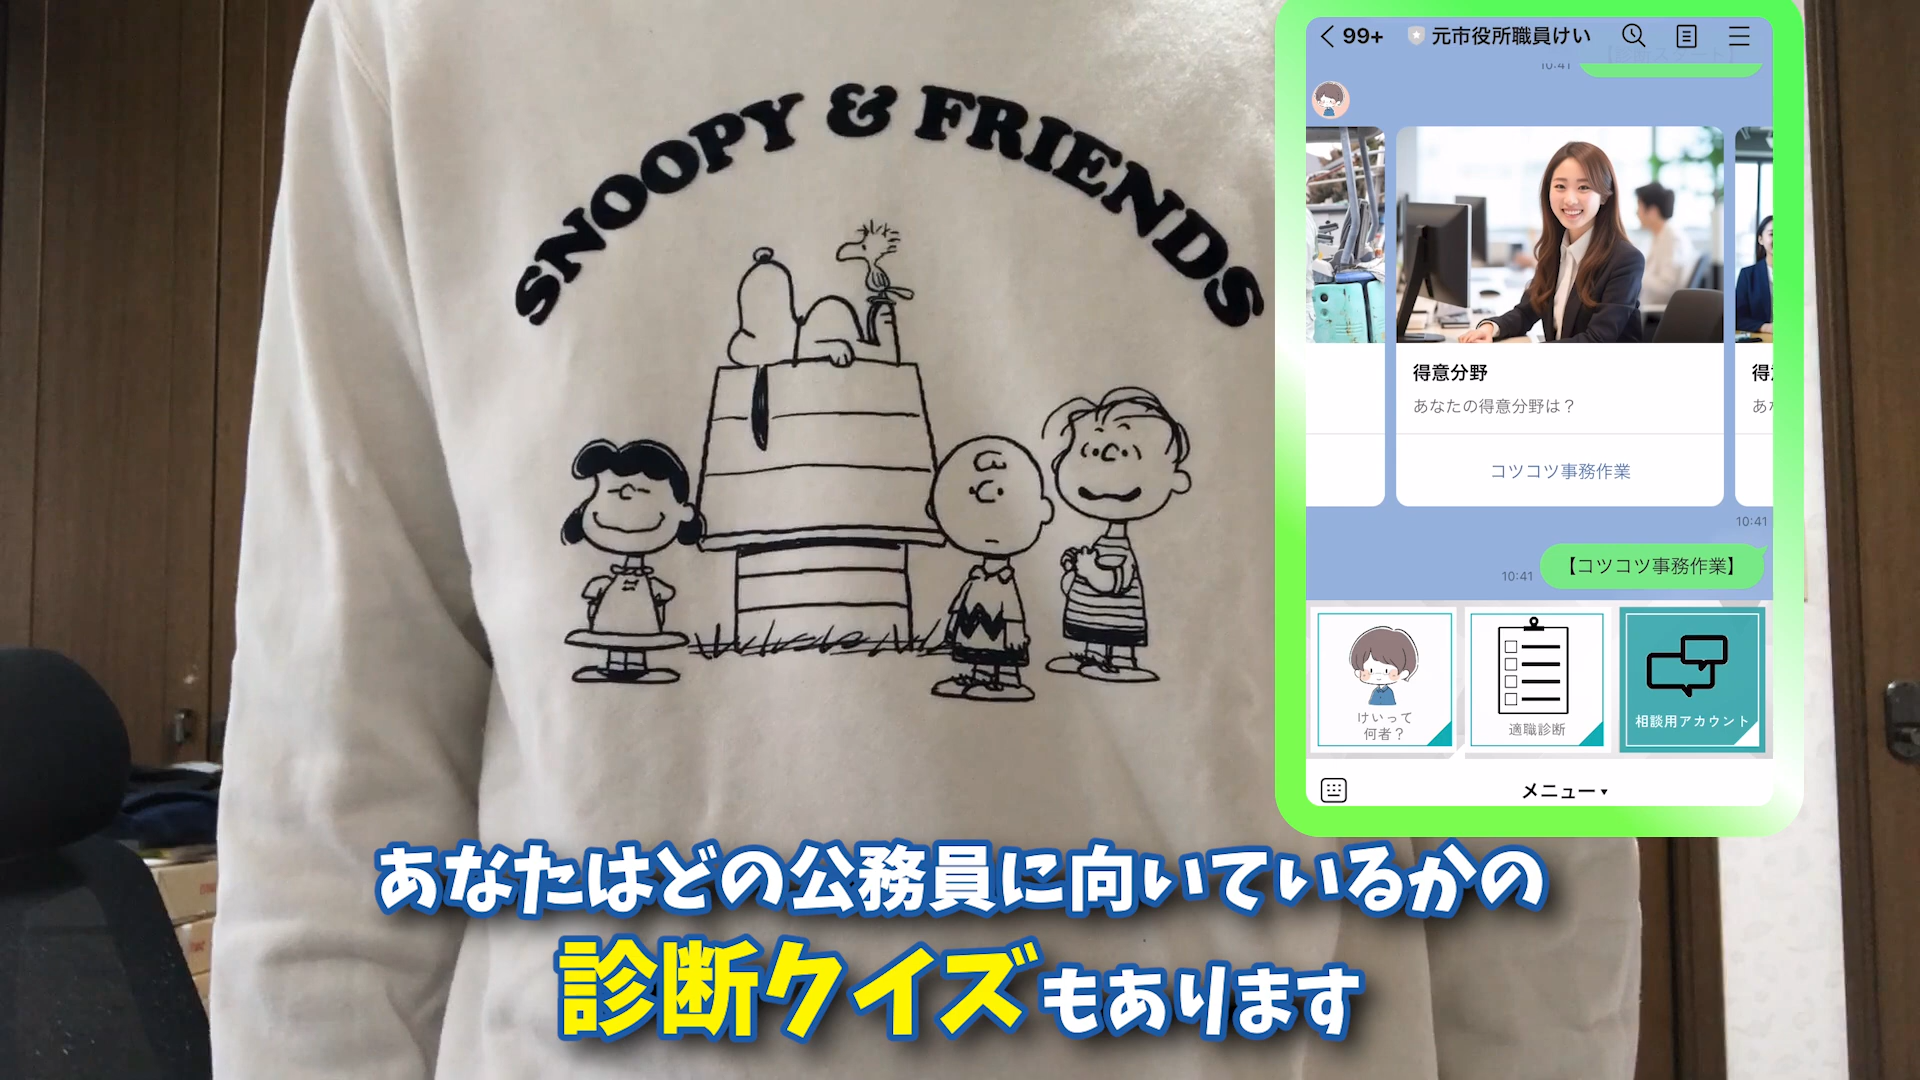 SNOOPY & FRIENDS
99+
元市役所職員けい
10:41
得意分野
あなたの得意分野は？
コツコツ事務作業
得
あ
10:41
10:41
【コツコツ事務作業】
けいって
何者？
適職診断
相談用アカウント
メニュー▾
あなたはどの公務員に向いているかの
診断クイズもあります